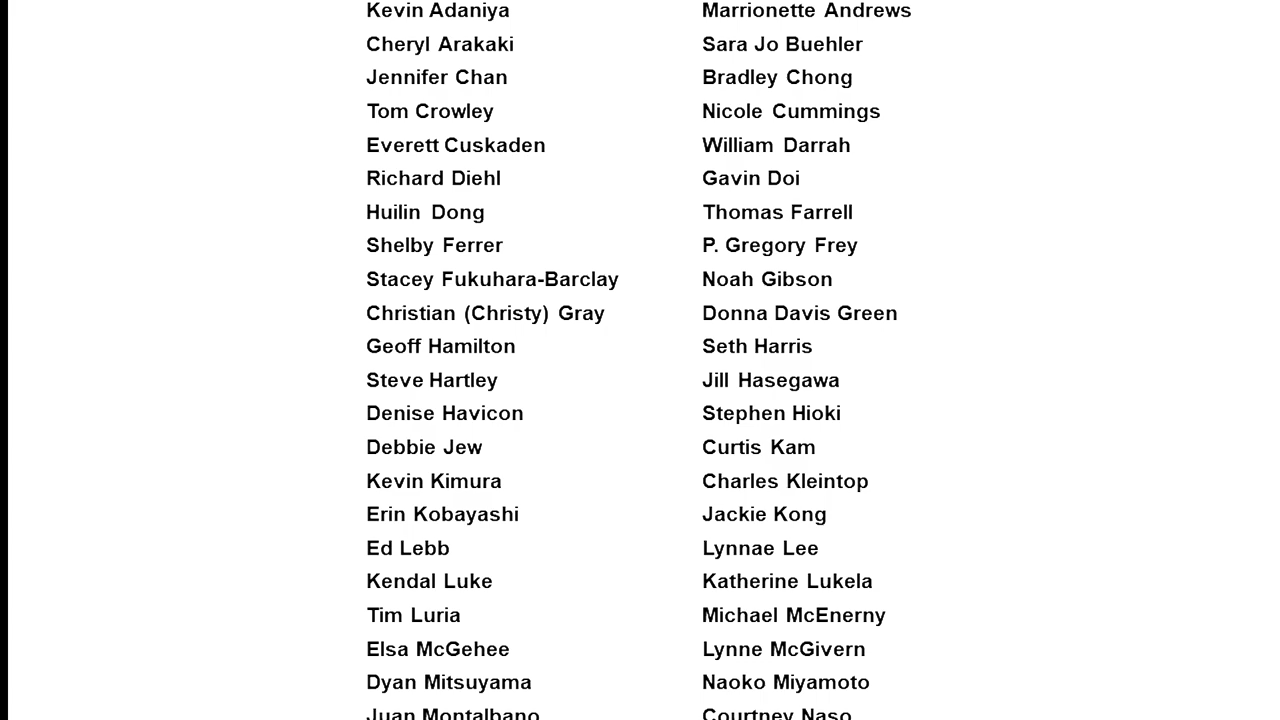 Kevin Adaniya Marrionette Andrews
Cheryl Arakaki Sara Jo Buehler
Jennifer Chan Bradley Chong
Tom Crowley Nicole Cummings
Everett Cuskaden William Darrah
Richard Diehl Gavin Doi
Huilin Dong Thomas Farrell
Shelby Ferrer P. Gregory Frey
Stacey Fukuhara-Barclay Noah Gibson
Christian (Christy) Gray Donna Davis Green
Geoff Hamilton Seth Harris
Steve Hartley Jill Hasegawa
Denise Havicon Stephen Hioki
Debbie Jew Curtis Kam
Kevin Kimura Charles Kleintop
Erin Kobayashi Jackie Kong
Ed Lebb Lynnae Lee
Kendal Luke Katherine Lukela
Tim Luria Michael McEnerny
Elsa McGehee Lynne McGivern
Dyan Mitsuyama Naoko Miyamoto
Juan Montalbano Courtney Naso